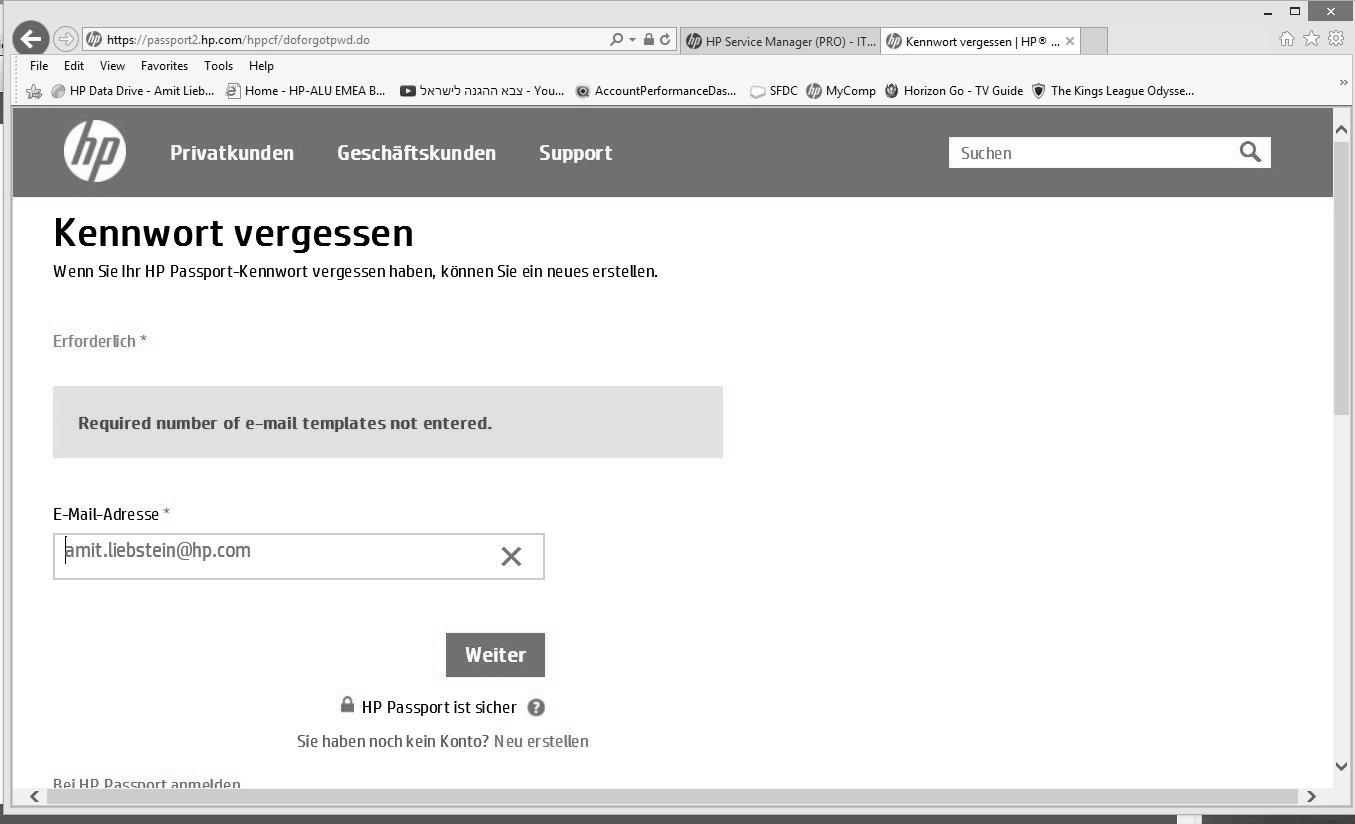 https://passport2.hp.com/hppcf/doforgotpwd.do
HP Service Manager (PRO) - IT...
Kennwort vergessen | HP® ...
File Edit View Favorites Tools Help
HP Data Drive - Amit Lieb...
Home - HP-ALU EMEA B...
צבא ההגנה לישראל - You...
AccountPerformanceDas...
SFDC
MyComp
Horizon Go - TV Guide
The Kings League Odysse...
hp
Privatkunden Geschäftskunden Support
Suchen
Kennwort vergessen
Wenn Sie Ihr HP Passport-Kennwort vergessen haben, können Sie ein neues erstellen.
Erforderlich *
Required number of e-mail templates not entered.
E-Mail-Adresse *
amit.liebstein@hp.com
Weiter
HP Passport ist sicher ?
Sie haben noch kein Konto? Neu erstellen
Bei HP Passport anmelden